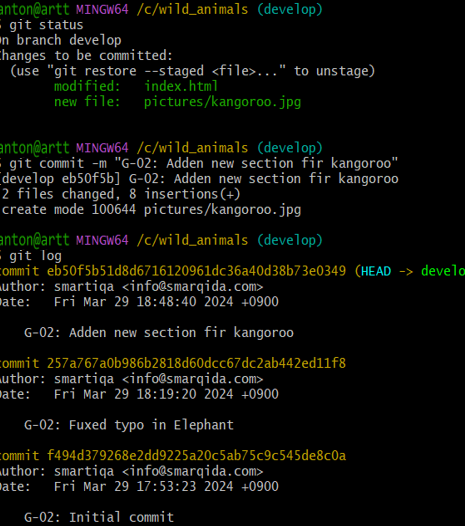 anton@artt MINGW64 /c/wild_animals (develop)
$ git status
On branch develop
Changes to be committed:
(use "git restore --staged <file>..." to unstage)
modified: index.html
new file: pictures/kangoroo.jpg
anton@artt MINGW64 /c/wild_animals (develop)
$ git commit -m "G-02: Adden new section fir kangoroo"
[develop eb50f5b] G-02: Adden new section fir kangoroo
2 files changed, 8 insertions(+)
create mode 100644 pictures/kangoroo.jpg
anton@artt MINGW64 /c/wild_animals (develop)
$ git log
commit eb50f5b51d8d6716120961dc36a40d38b73e0349 (HEAD -> develo
Author: smartiqa <info@smarqida.com>
Date: Fri Mar 29 18:48:40 2024 +0900
G-02: Adden new section fir kangoroo
commit 257a767a0b986b2818d60dcc67dc2ab442ed11f8
Author: smartiqa <info@smarqida.com>
Date: Fri Mar 29 18:19:20 2024 +0900
G-02: Fuxed typo in Elephant
commit f494d379268e2dd9225a20c5ab75c9c545de8c0a
Author: smartiqa <info@smarqida.com>
Date: Fri Mar 29 17:53:23 2024 +0900
G-02: Initial commit